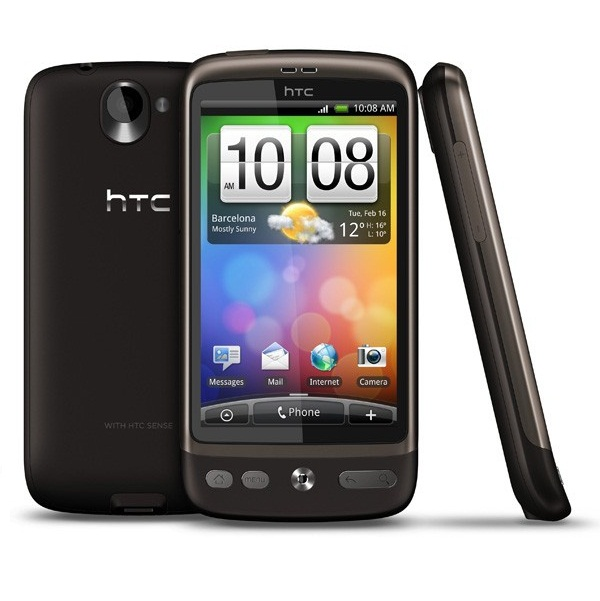 hTC
WITH HTC SENSE
hTC
10:08 AM
AM 10 08
Barcelona
Mostly Sunny
Tue, Feb 16
12° H: 16°
L: 10°
Messages Mail Internet Camera
Phone +
menu